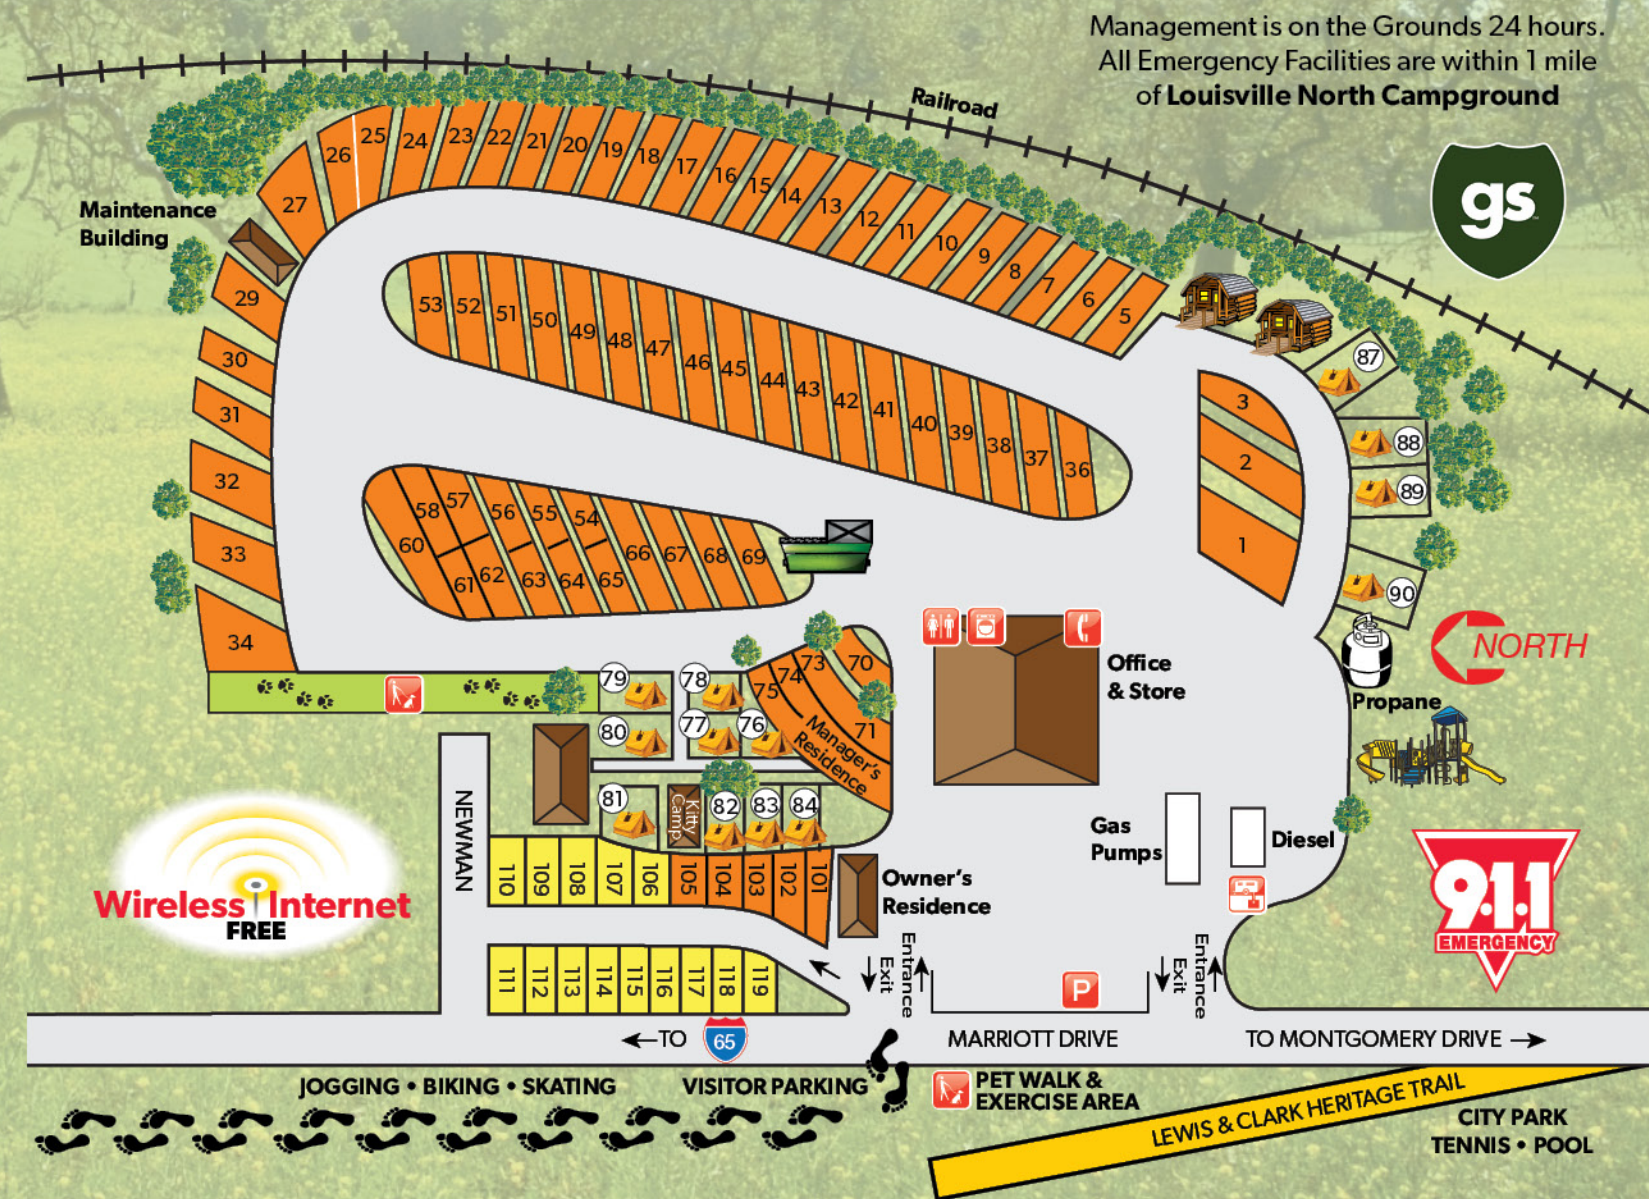 Management is on the Grounds 24 hours.
All Emergency Facilities are within 1 mile
of Louisville North Campground
Railroad
gs
Maintenance
Building
27
26
25
24
23
22
21
20
19
18
17
16
15
14
13
12
11
10
9
8
7
6
5
29
30
31
32
33
34
53
52
51
50
49
48
47
46
45
44
43
42
41
40
39
38
37
36
3
2
1
87
88
89
90
60
58
57
56
55
54
61
62
63
64
65
66
67
68
69
Office
& Store
NORTH
Propane
79
78
80
77
76
75
74
73
70
71
Manager's
Residence
81
Kitty
Camp
82
83
84
NEWMAN
110
109
108
107
106
105
104
103
102
101
Owner's
Residence
Gas
Pumps
Diesel
9·1·1
EMERGENCY
Wireless Internet
FREE
111
112
113
114
115
116
117
118
119
Exit
Entrance
P
Exit
Entrance
TO
65
MARRIOTT DRIVE
TO MONTGOMERY DRIVE
JOGGING • BIKING • SKATING
VISITOR PARKING
PET WALK &
EXERCISE AREA
LEWIS & CLARK HERITAGE TRAIL
CITY PARK
TENNIS • POOL